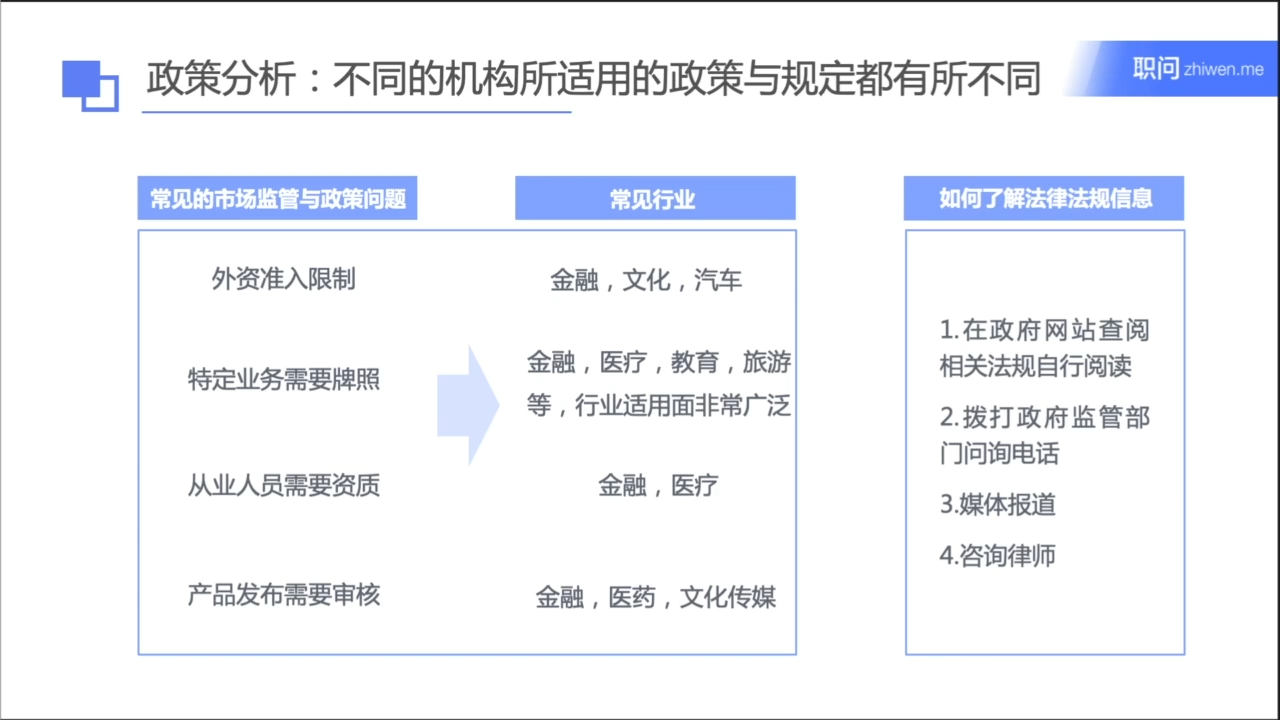 政策分析：不同的机构所适用的政策与规定都有所不同
职问 zhiwen.me
常见的市场监管与政策问题
常见行业
如何了解法律法规信息
外资准入限制
金融，文化，汽车
特定业务需要牌照
金融，医疗，教育，旅游
等，行业适用面非常广泛
从业人员需要资质
金融，医疗
产品发布需要审核
金融，医药，文化传媒
1.在政府网站查阅
相关法规自行阅读
2.拨打政府监管部
门问询电话
3.媒体报道
4.咨询律师